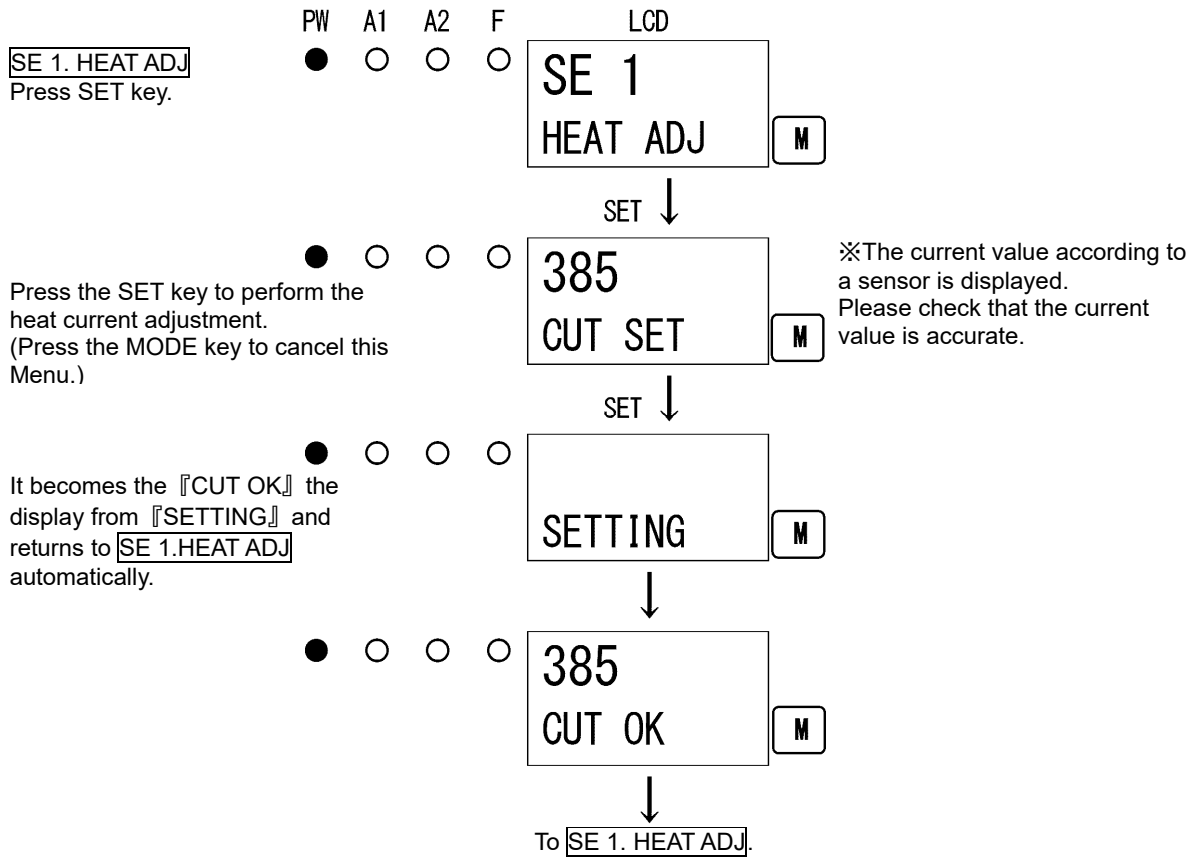 PW A1 A2 F LCD
SE 1. HEAT ADJ
Press SET key.
SE 1
HEAT ADJ
M
SET
385
CUT SET
M
Press the SET key to perform the
heat current adjustment.
(Press the MODE key to cancel this
Menu.)
※The current value according to
a sensor is displayed.
Please check that the current
value is accurate.
SET
It becomes the『CUT OK』the
display from『SETTING』and
returns to SE 1.HEAT ADJ
automatically.
SETTING
M
385
CUT OK
M
To SE 1. HEAT ADJ.